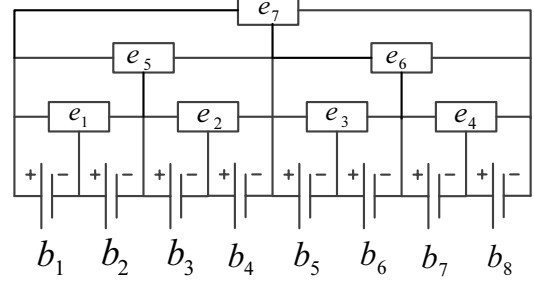 e₇
e₅ e₆
e₁ e₂ e₃ e₄
+ − + − + − + − + − + − + − + −
b₁ b₂ b₃ b₄ b₅ b₆ b₇ b₈